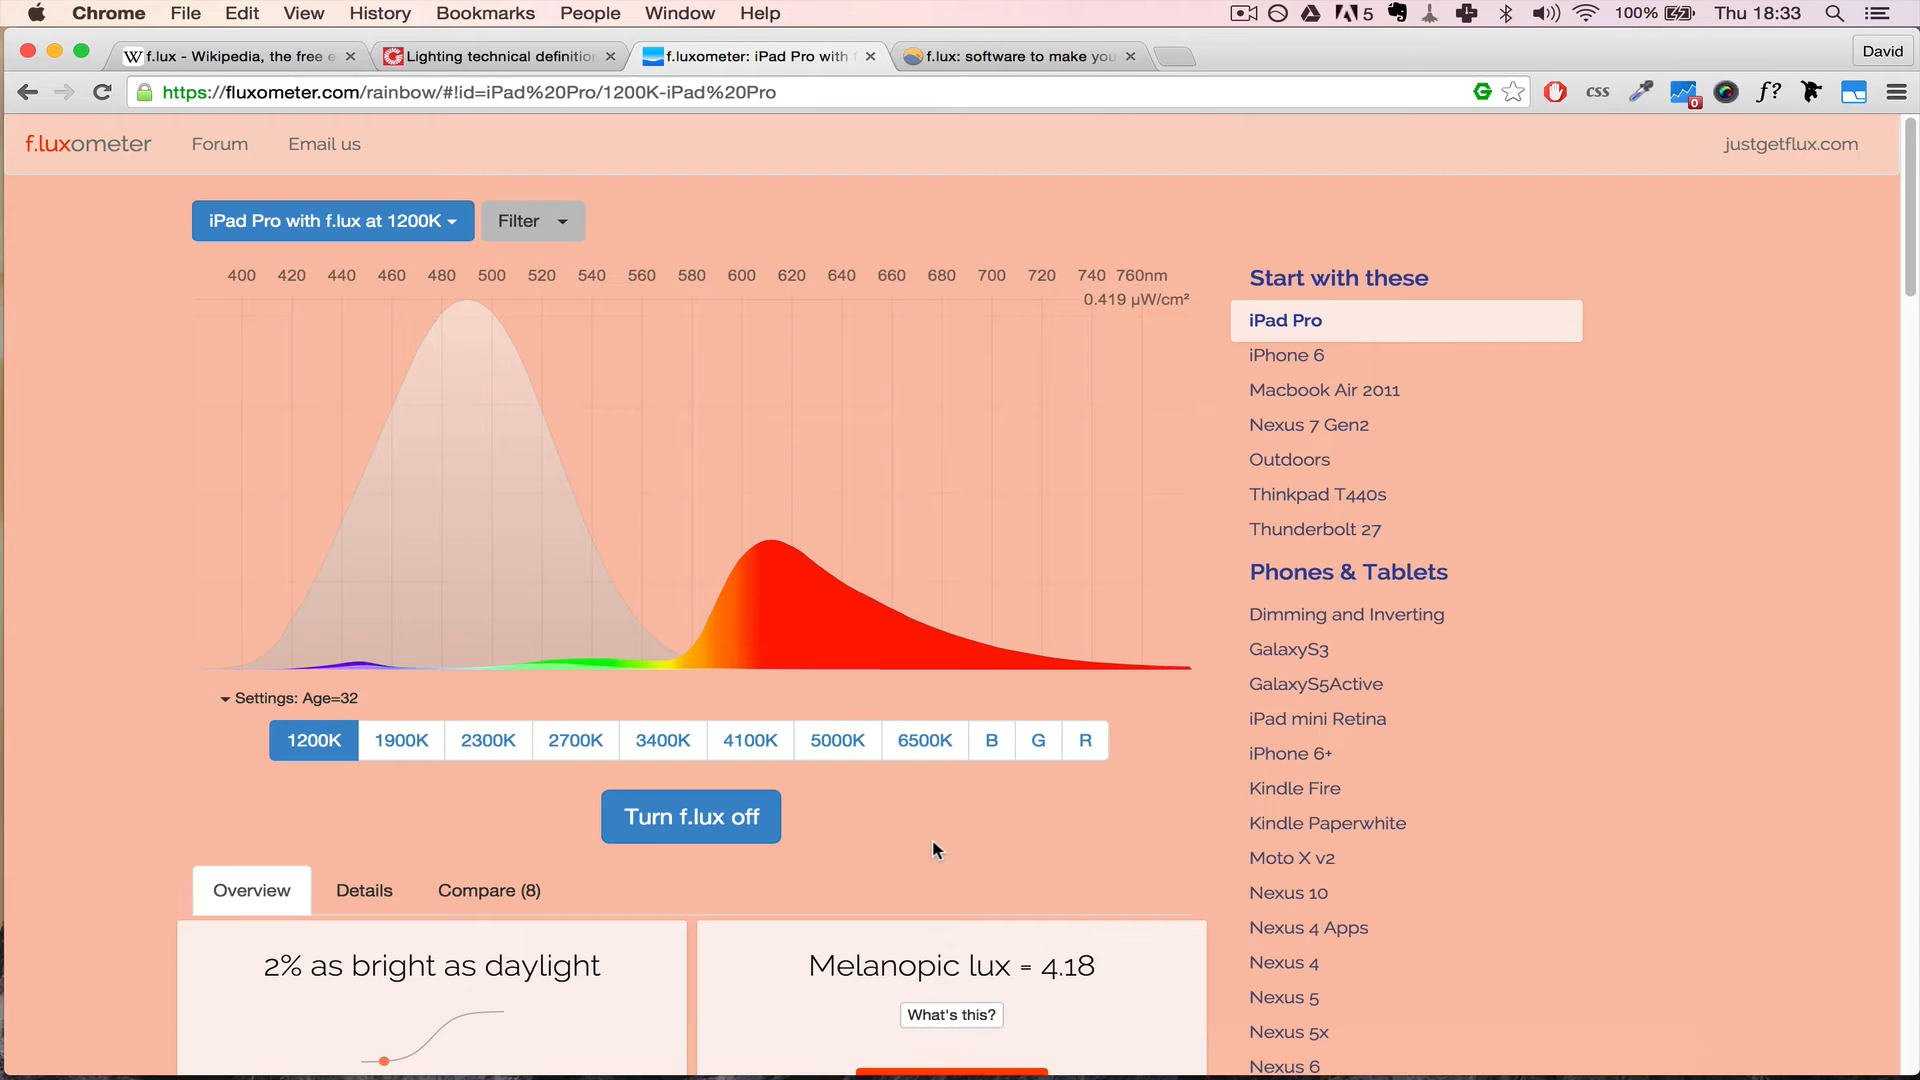 Chrome File Edit View History Bookmarks People Window Help 5 100% Thu 18:33
f.lux - Wikipedia, the free e
Lighting technical definition
f.luxometer: iPad Pro with f
f.lux: software to make you
David
https://fluxometer.com/rainbow/#!id=iPad%20Pro/1200K-iPad%20Pro
css 0 f?
f.luxometer Forum Email us justgetflux.com
iPad Pro with f.lux at 1200K Filter
400 420 440 460 480 500 520 540 560 580 600 620 640 660 680 700 720 740 760nm
0.419 µW/cm²
Settings: Age=32
1200K 1900K 2300K 2700K 3400K 4100K 5000K 6500K B G R
Turn f.lux off
Overview Details Compare (8)
2% as bright as daylight
Melanopic lux = 4.18
What's this?
Start with these
iPad Pro
iPhone 6
Macbook Air 2011
Nexus 7 Gen2
Outdoors
Thinkpad T440s
Thunderbolt 27
Phones & Tablets
Dimming and Inverting
GalaxyS3
GalaxyS5Active
iPad mini Retina
iPhone 6+
Kindle Fire
Kindle Paperwhite
Moto X v2
Nexus 10
Nexus 4 Apps
Nexus 4
Nexus 5
Nexus 5x
Nexus 6